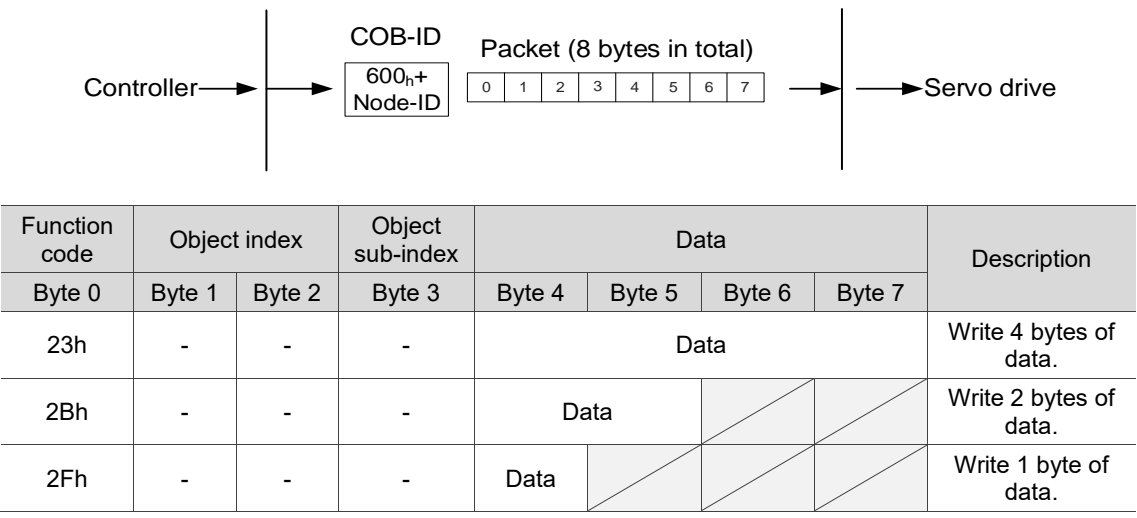 COB-ID
Packet (8 bytes in total)
Controller
600h+
Node-ID
0 1 2 3 4 5 6 7
Servo drive
Function code
Object index
Object sub-index
Data
Description
Byte 0 Byte 1 Byte 2 Byte 3 Byte 4 Byte 5 Byte 6 Byte 7
23h - - - Data Write 4 bytes of data.
2Bh - - - Data Write 2 bytes of data.
2Fh - - - Data Write 1 byte of data.